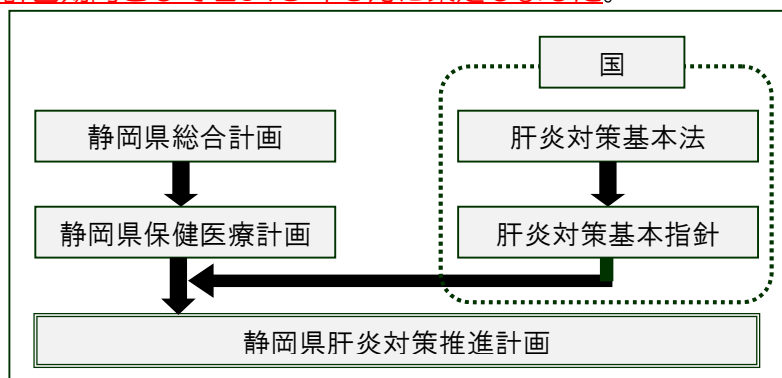 国
静岡県総合計画
肝炎対策基本法
静岡県保健医療計画
肝炎対策基本指針
静岡県肝炎対策推進計画